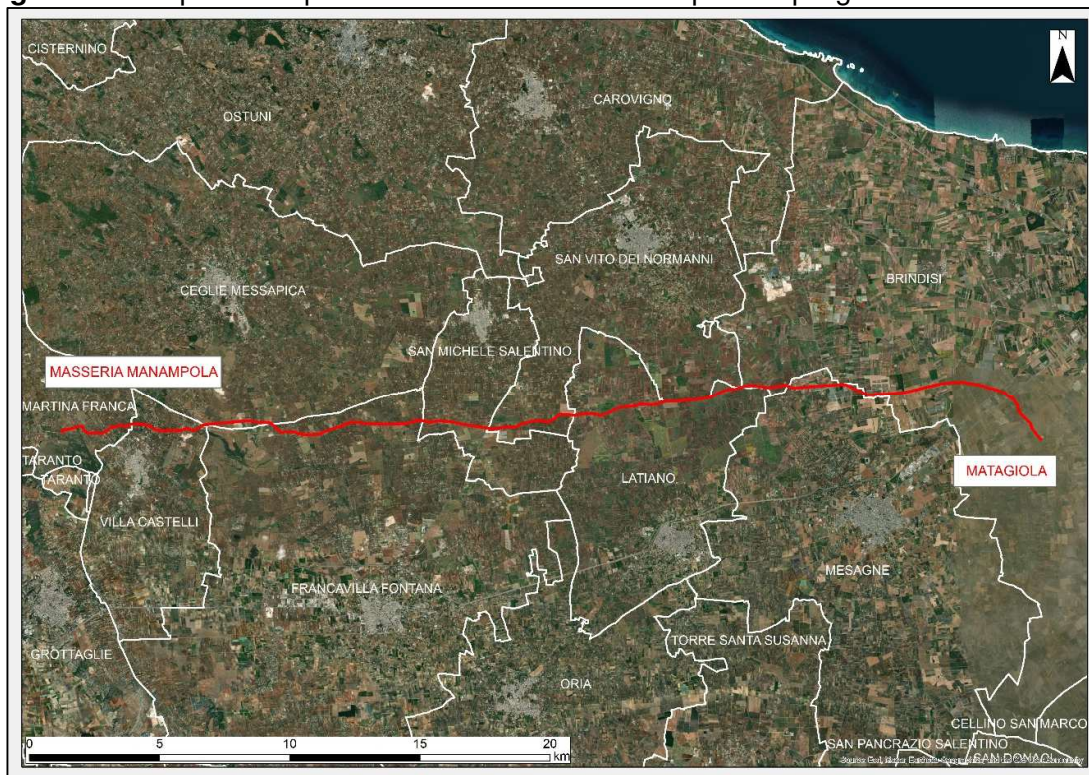 CISTERNINO
N
CAROVIGNO
OSTUNI
SAN VITO DEI NORMANNI
BRINDISI
CEGLIE MESSAPICA
SAN MICHELE SALENTINO
MASSERIA MANAMPOLA
MARTINA FRANCA
TARANTO
TARANTO
MATAGIOLA
LATIANO
VILLA CASTELLI
MESAGNE
FRANCAVILLA FONTANA
TORRE SANTA SUSANNA
GROTTAGLIE
ORIA
CELLINO SAN MARCO
SAN PANCRAZIO SALENTINO
SAN DONACI
0 5 10 15 20
km